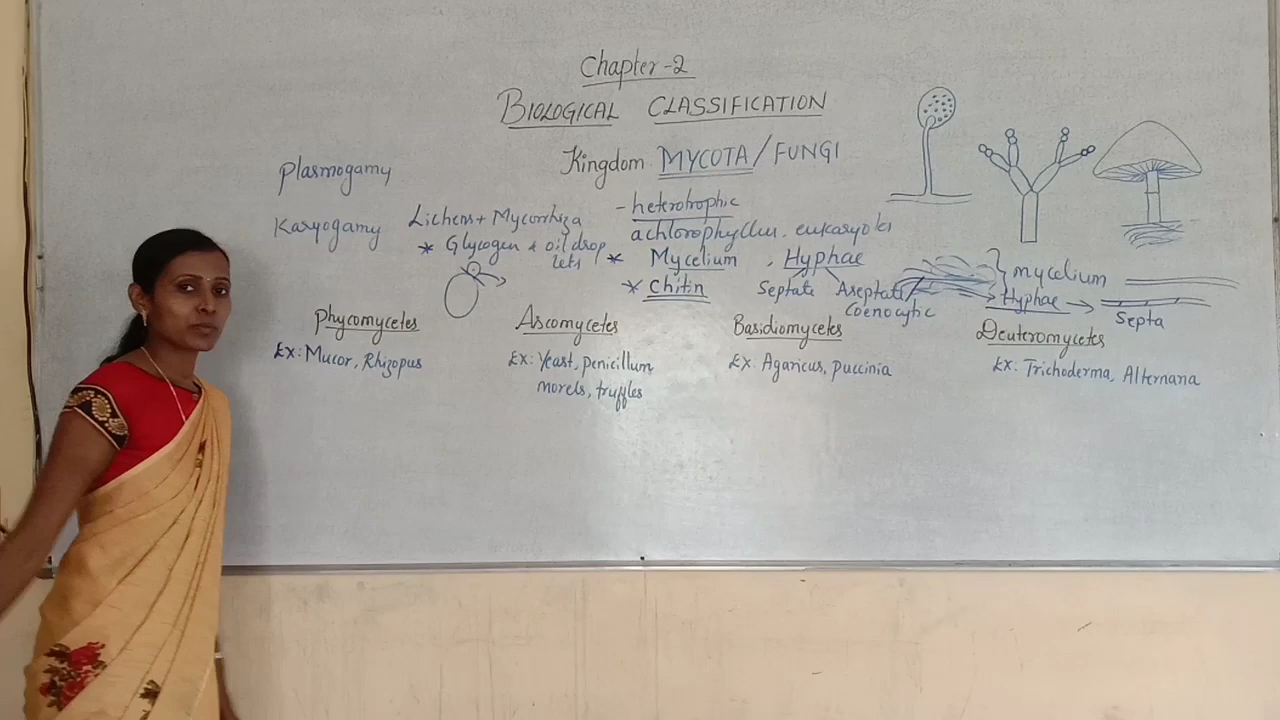 Chapter-2
BIOLOGICAL CLASSIFICATION
Kingdom MYCOTA/FUNGI
Plasmogamy
Karyogamy
Lichens + Mycorrhiza
* Glycogen & oil drop
lets
- heterotrophic
achlorophyllus. eukaryotes
* Mycelium , Hyphae
* Chitin
Septate Aseptate/
Coenocytic
} mycelium
Hyphae →
Septa
Phycomycetes
Ex: Mucor, Rhizopus
Ascomycetes
Ex: Yeast, penicillum
morels, truffles
Basidiomycetes
Ex. Agaricus, puccinia
Deuteromycetes
Ex. Trichoderma, Alternaria